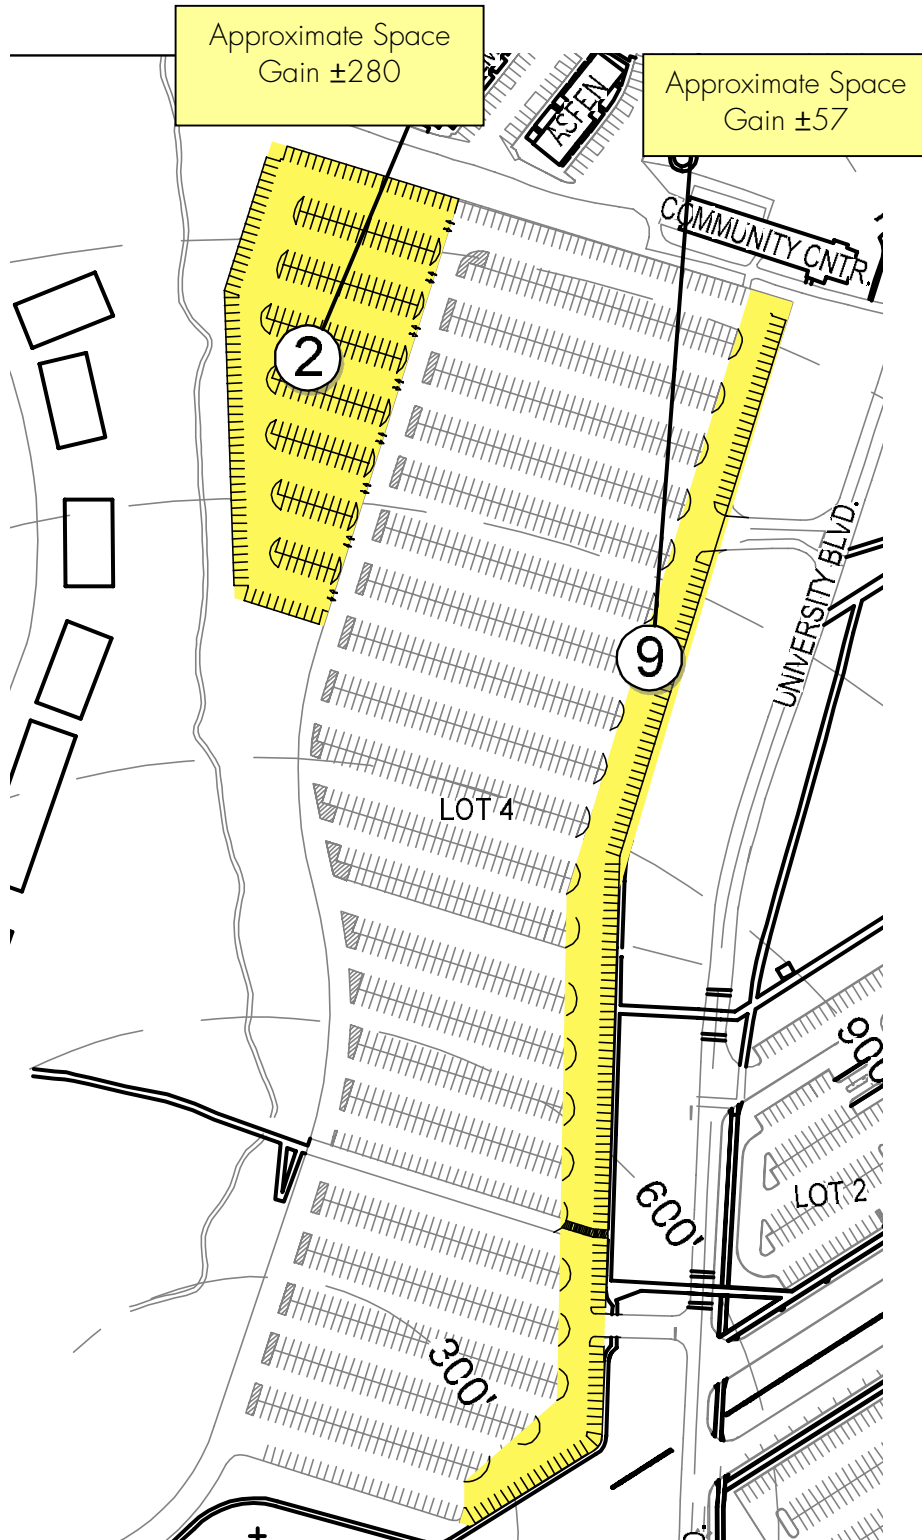 Approximate Space
Gain ±280
Approximate Space
Gain ±57
ASPEN
COMMUNITY CNTR.
2
UNIVERSITY BLVD.
9
LOT 4
900'
600'
LOT 2
300'